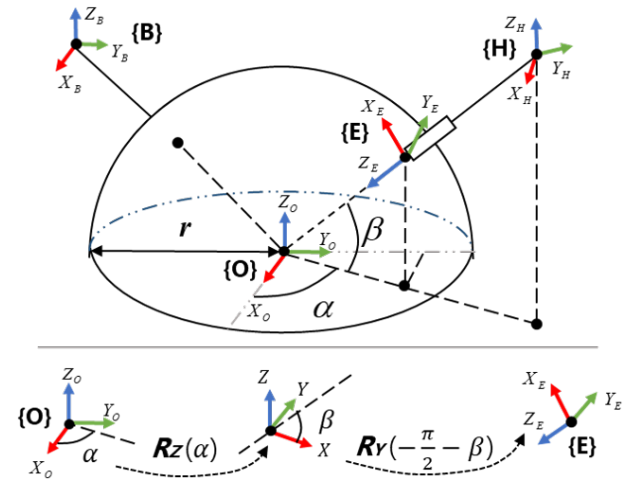 Z_B
{B}
Y_B
X_B
Z_H
{H}
Y_H
X_H
X_E
Y_E
{E}
Z_E
Z_O
r
Y_O
β
{O}
α
X_O
Z_O
{O}
Y_O
α
X_O
Rz(α)
Z
Y
β
X
R_Y(-π/2-β)
X_E
Y_E
Z_E
{E}